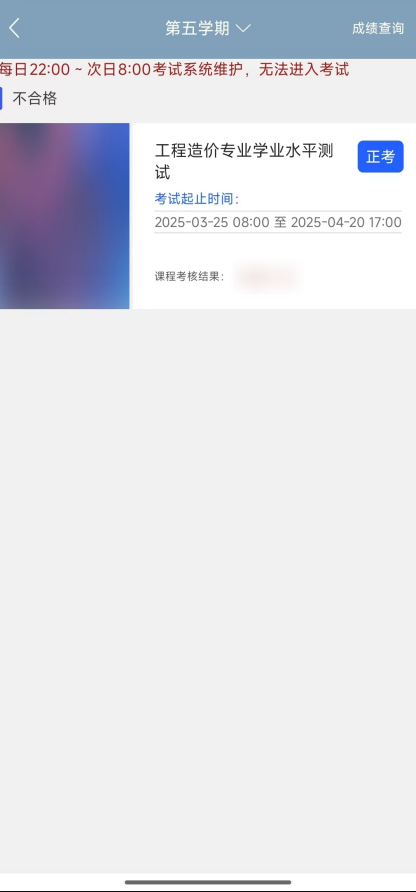 第五学期
成绩查询
每日22:00 ~ 次日8:00考试系统维护，无法进入考试
不合格
工程造价专业学业水平测
试
正考
考试起止时间：
2025-03-25 08:00 至 2025-04-20 17:00
课程考核结果：